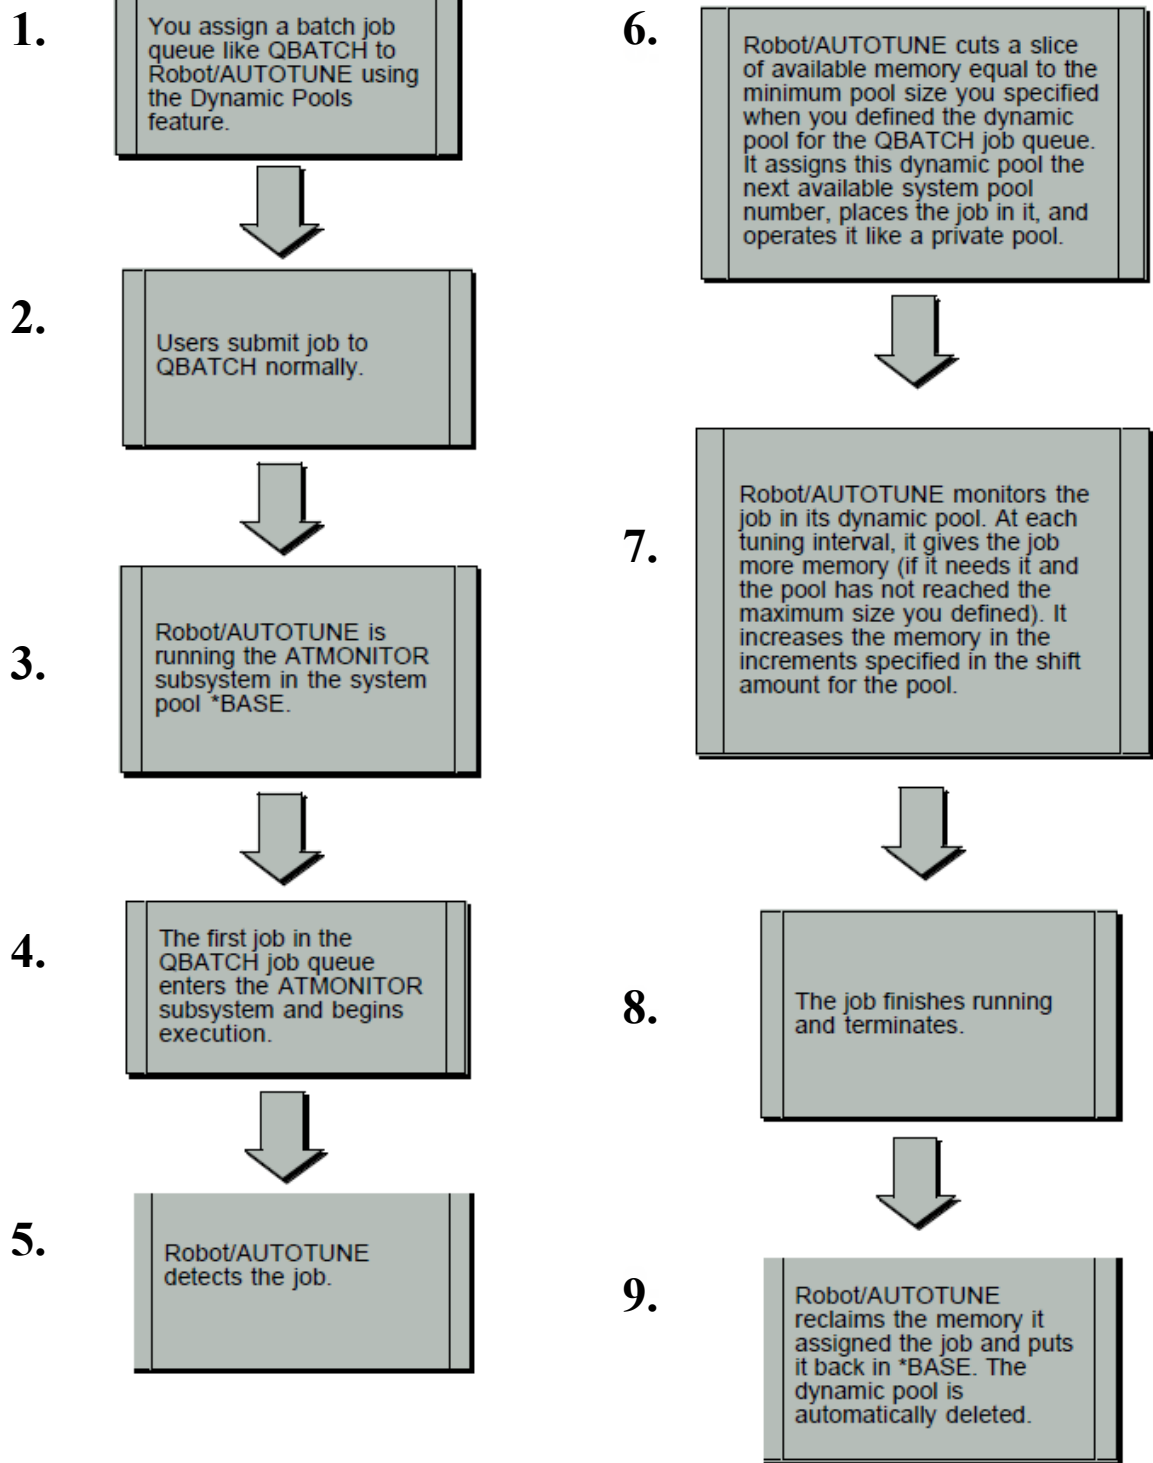 1.
You assign a batch job
queue like QBATCH to
Robot/AUTOTUNE using
the Dynamic Pools
feature.
2.
Users submit job to
QBATCH normally.
3.
Robot/AUTOTUNE is
running the ATMONITOR
subsystem in the system
pool *BASE.
4.
The first job in the
QBATCH job queue
enters the ATMONITOR
subsystem and begins
execution.
5.
Robot/AUTOTUNE
detects the job.
6.
Robot/AUTOTUNE cuts a slice
of available memory equal to the
minimum pool size you specified
when you defined the dynamic
pool for the QBATCH job queue.
It assigns this dynamic pool the
next available system pool
number, places the job in it, and
operates it like a private pool.
7.
Robot/AUTOTUNE monitors the
job in its dynamic pool. At each
tuning interval, it gives the job
more memory (if it needs it and
the pool has not reached the
maximum size you defined). It
increases the memory in the
increments specified in the shift
amount for the pool.
8.
The job finishes running
and terminates.
9.
Robot/AUTOTUNE
reclaims the memory it
assigned the job and puts
it back in *BASE. The
dynamic pool is
automatically deleted.